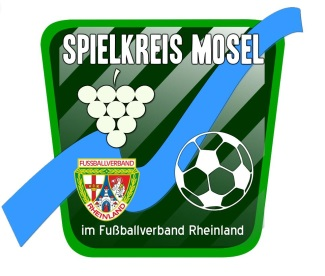 SPIELKREIS MOSEL
FUSSBALLVERBAND
RHEINLAND
im Fußballverband Rheinland